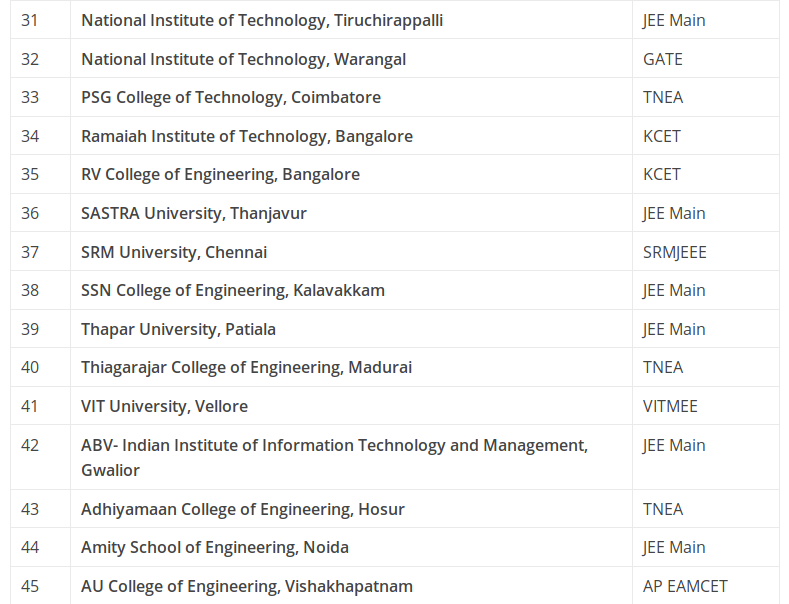 31 National Institute of Technology, Tiruchirappalli JEE Main
32 National Institute of Technology, Warangal GATE
33 PSG College of Technology, Coimbatore TNEA
34 Ramaiah Institute of Technology, Bangalore KCET
35 RV College of Engineering, Bangalore KCET
36 SASTRA University, Thanjavur JEE Main
37 SRM University, Chennai SRMJEEE
38 SSN College of Engineering, Kalavakkam JEE Main
39 Thapar University, Patiala JEE Main
40 Thiagarajar College of Engineering, Madurai TNEA
41 VIT University, Vellore VITMEE
42 ABV- Indian Institute of Information Technology and Management, JEE Main
Gwalior
43 Adhiyamaan College of Engineering, Hosur TNEA
44 Amity School of Engineering, Noida JEE Main
45 AU College of Engineering, Vishakhapatnam AP EAMCET